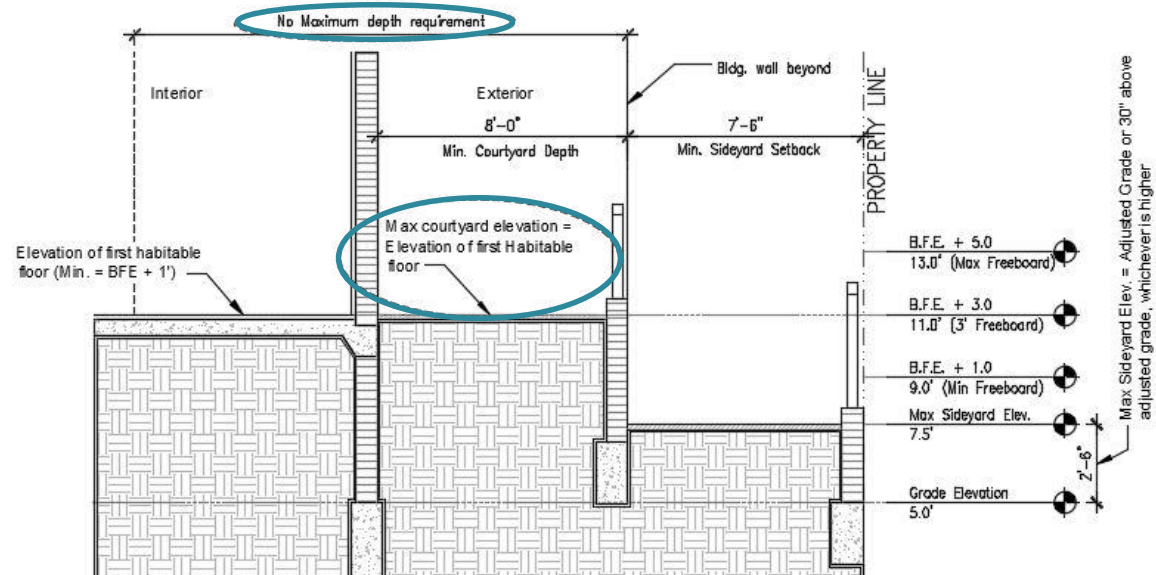 No Maximum depth requirement
Interior
Exterior
Bldg. wall beyond
8'-0"
Min. Courtyard Depth
7'-6"
Min. Sideyard Setback
PROPERTY LINE
Max courtyard elevation =
Elevation of first Habitable
floor
Elevation of first habitable
floor (Min. = BFE + 1')
B.F.E. + 5.0
13.0' (Max Freeboard)
B.F.E. + 3.0
11.0' (3' Freeboard)
B.F.E. + 1.0
9.0' (Min Freeboard)
Max Sideyard Elev.
7.5'
2'-6"
Grade Elevation
5.0'
Max Sideyard Elev. = Adjusted Grade or 30" above
adjusted grade, whichever is higher